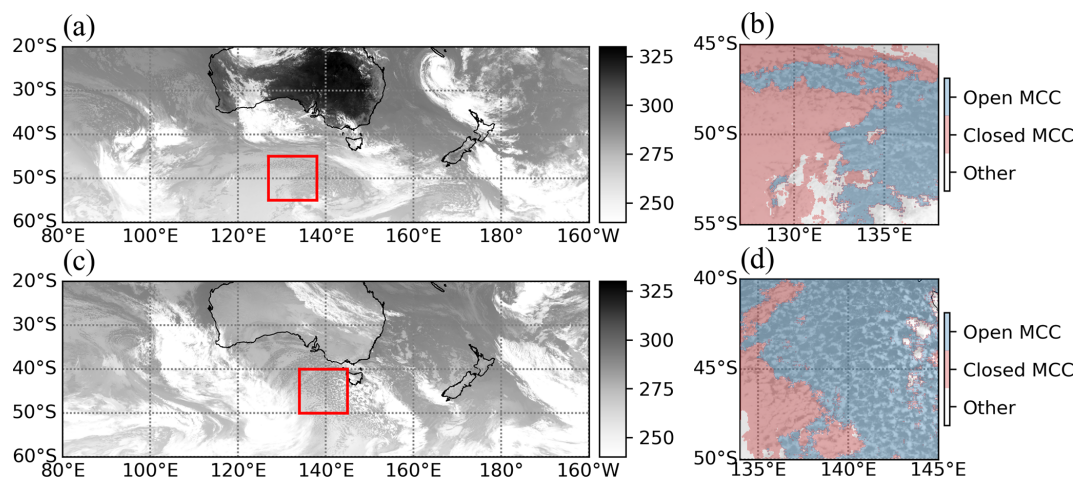 (a)
20°S
30°S
40°S
50°S
60°S
80°E 100°E 120°E 140°E 160°E 180° 160°W
325
300
275
250
(b)
45°S
50°S
55°S
130°E 135°E
Open MCC
Closed MCC
Other
(c)
20°S
30°S
40°S
50°S
60°S
80°E 100°E 120°E 140°E 160°E 180° 160°W
325
300
275
250
(d)
40°S
45°S
50°S
135°E 140°E 145°E
Open MCC
Closed MCC
Other